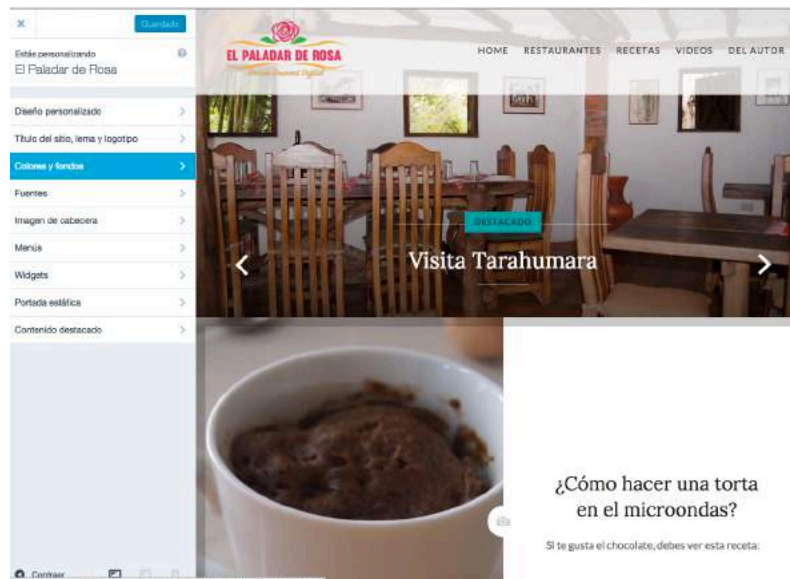 Guardado
Estás personalizando
El Paladar de Rosa
Diseño personalizado
Título del sitio, lema y logotipo
Colores y fondos
Fuentes
Imagen de cabecera
Menús
Widgets
Portada estática
Contenido destacado
Contraer
EL PALADAR DE ROSA
HOME RESTAURANTES RECETAS VIDEOS DEL AUTOR
DESTACADO
Visita Tarahumara
¿Cómo hacer una torta
en el microondas?
Si te gusta el chocolate, debes ver esta receta: